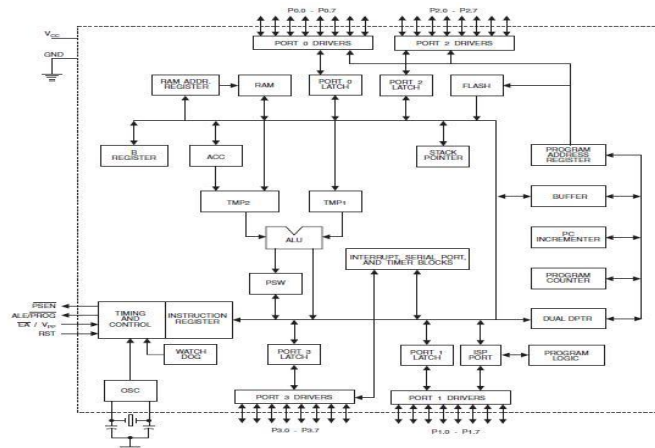 P0.0 - P0.7
P2.0 - P2.7
VCC
GND
PORT 0 DRIVERS
PORT 2 DRIVERS
RAM ADDR.
REGISTER
RAM
PORT 0
LATCH
PORT 2
LATCH
FLASH
B
REGISTER
ACC
STACK
POINTER
PROGRAM
ADDRESS
REGISTER
TMP2
TMP1
BUFFER
ALU
PC
INCREMENTER
INTERRUPT, SERIAL PORT,
AND TIMER BLOCKS
PSW
PROGRAM
COUNTER
PSEN
ALE/PROG
EA / VPP
RST
TIMING
AND
CONTROL
INSTRUCTION
REGISTER
DUAL DPTR
WATCH
DOG
PORT 3
LATCH
PORT 1
LATCH
ISP
PORT
PROGRAM
LOGIC
OSC
PORT 3 DRIVERS
PORT 1 DRIVERS
P3.0 - P3.7
P1.0 - P1.7